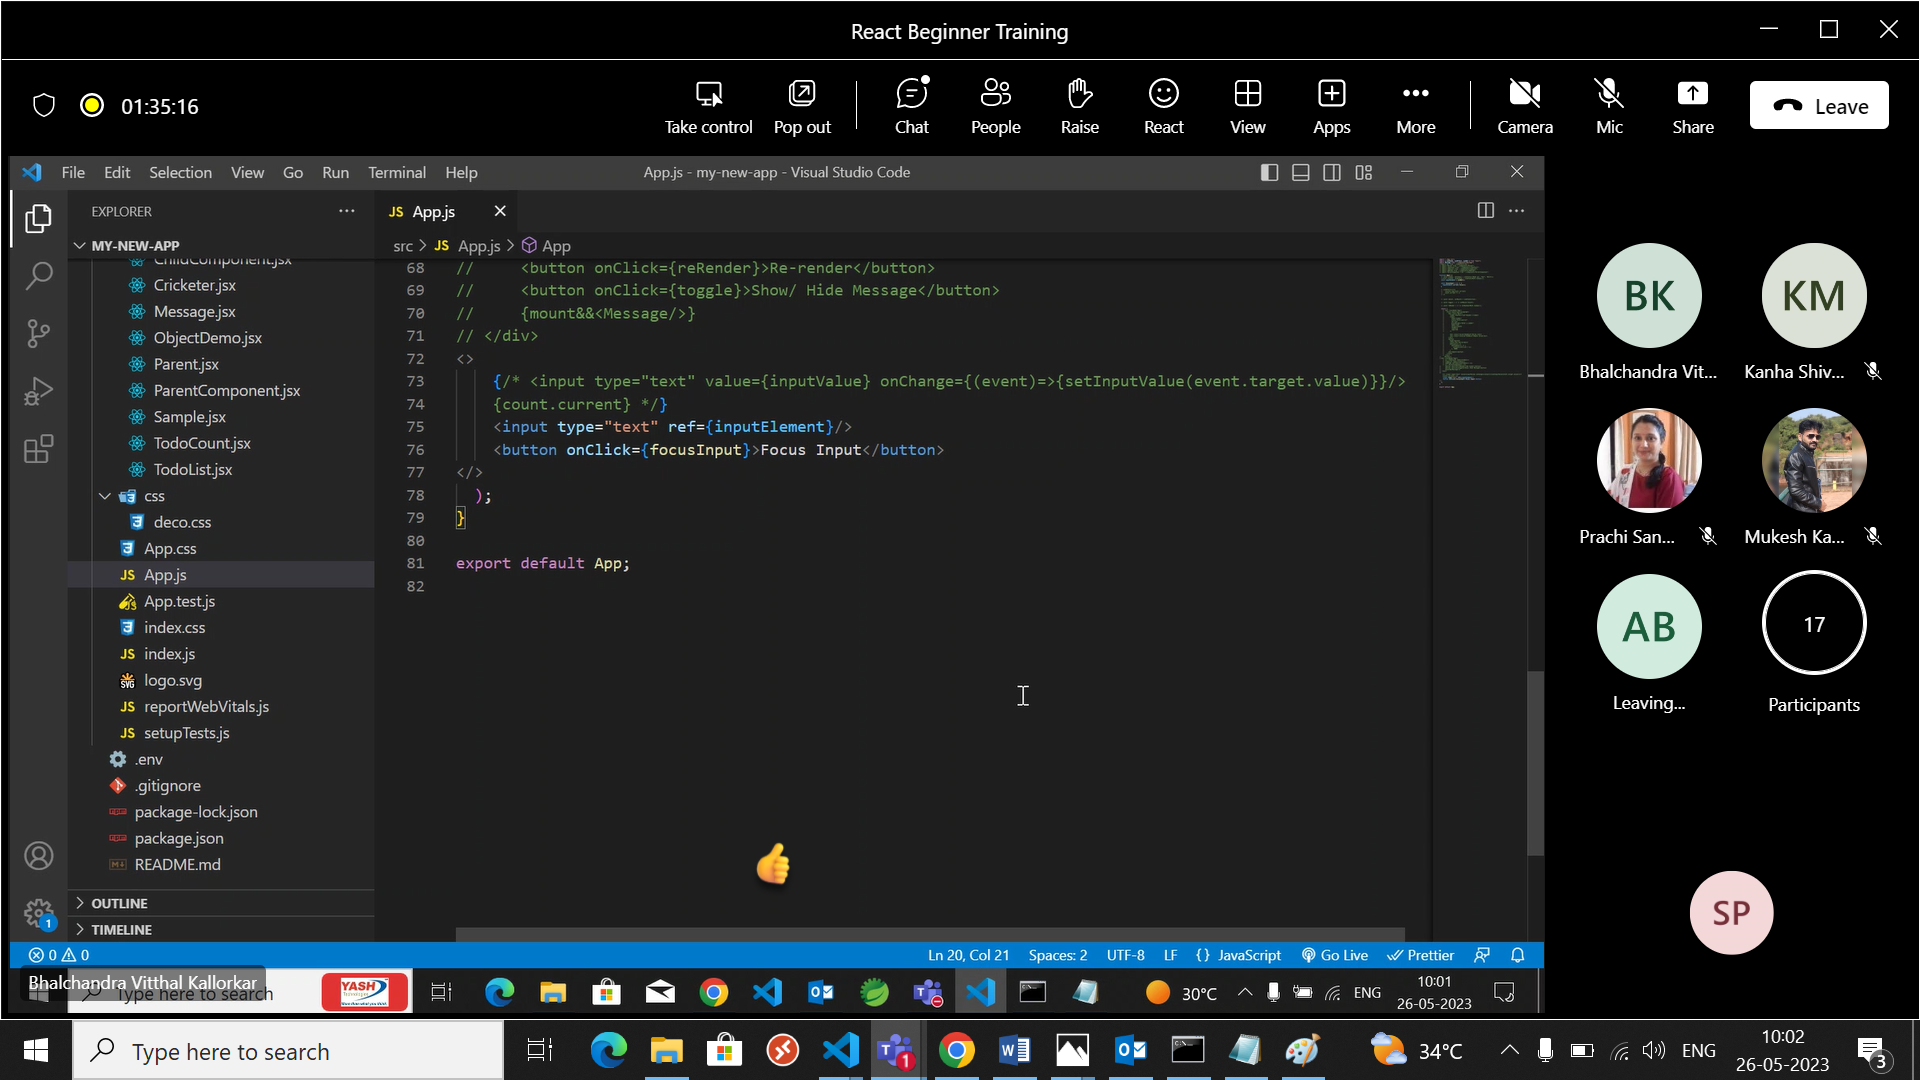 React Beginner Training
01:35:16
Take control
Pop out
Chat
People
Raise
React
View
Apps
More
Camera
Mic
Share
Leave
File Edit Selection View Go Run Terminal Help
App.js - my-new-app - Visual Studio Code
EXPLORER
MY-NEW-APP
ChildComponent.jsx
Cricketer.jsx
Message.jsx
ObjectDemo.jsx
Parent.jsx
ParentComponent.jsx
Sample.jsx
TodoCount.jsx
TodoList.jsx
css
deco.css
App.css
JS App.js
App.test.js
index.css
JS index.js
logo.svg
JS reportWebVitals.js
JS setupTests.js
.env
.gitignore
package-lock.json
package.json
README.md
OUTLINE
TIMELINE
1
JS App.js
src > JS App.js > App
68 // <button onClick={reRender}>Re-render</button>
69 // <button onClick={toggle}>Show/ Hide Message</button>
70 // {mount&&<Message/>}
71 // </div>
72 <>
73 {/* <input type="text" value={inputValue} onChange={(event)=>{setInputValue(event.target.value)}}/>
74 {count.current} */}
75 <input type="text" ref={inputElement}/>
76 <button onClick={focusInput}>Focus Input</button>
77 </>
78 );
79 }
80
81 export default App;
82
0 0
Ln 20, Col 21 Spaces: 2 UTF-8 LF {} JavaScript Go Live Prettier
Bhalchandra Vitthal Kallorkar
Type here to search
YASH
30°C
ENG
10:01
26-05-2023
BK
Bhalchandra Vit...
KM
Kanha Shiv...
Prachi San...
Mukesh Ka...
AB
Leaving...
17
Participants
SP
Type here to search
1
34°C
ENG
10:02
26-05-2023
3